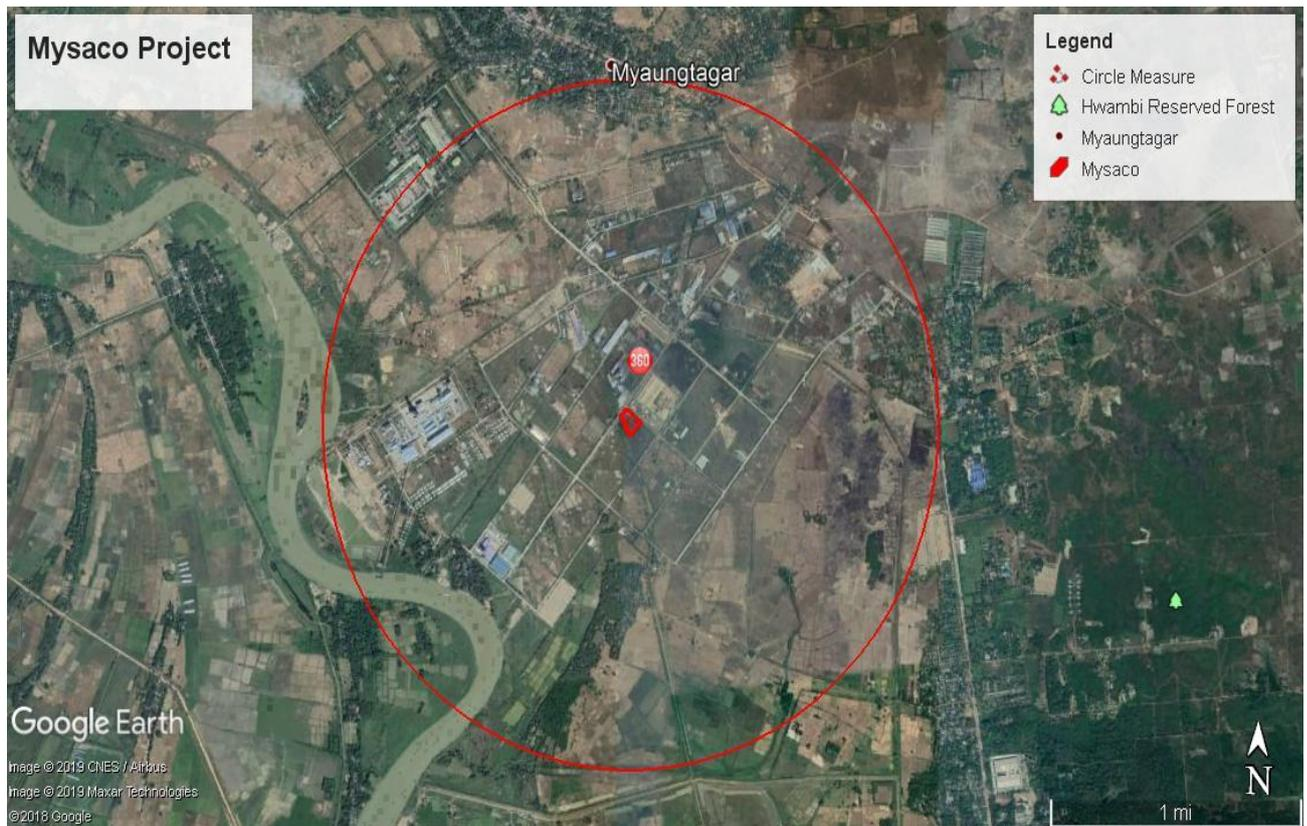 Mysaco Project
Myaungtagar
Legend
Circle Measure
Hwambi Reserved Forest
Myaungtagar
Mysaco
360
Google Earth
Image © 2019 CNES / Airbus
Image © 2019 Maxar Technologies
©2018 Google
N
1 mi